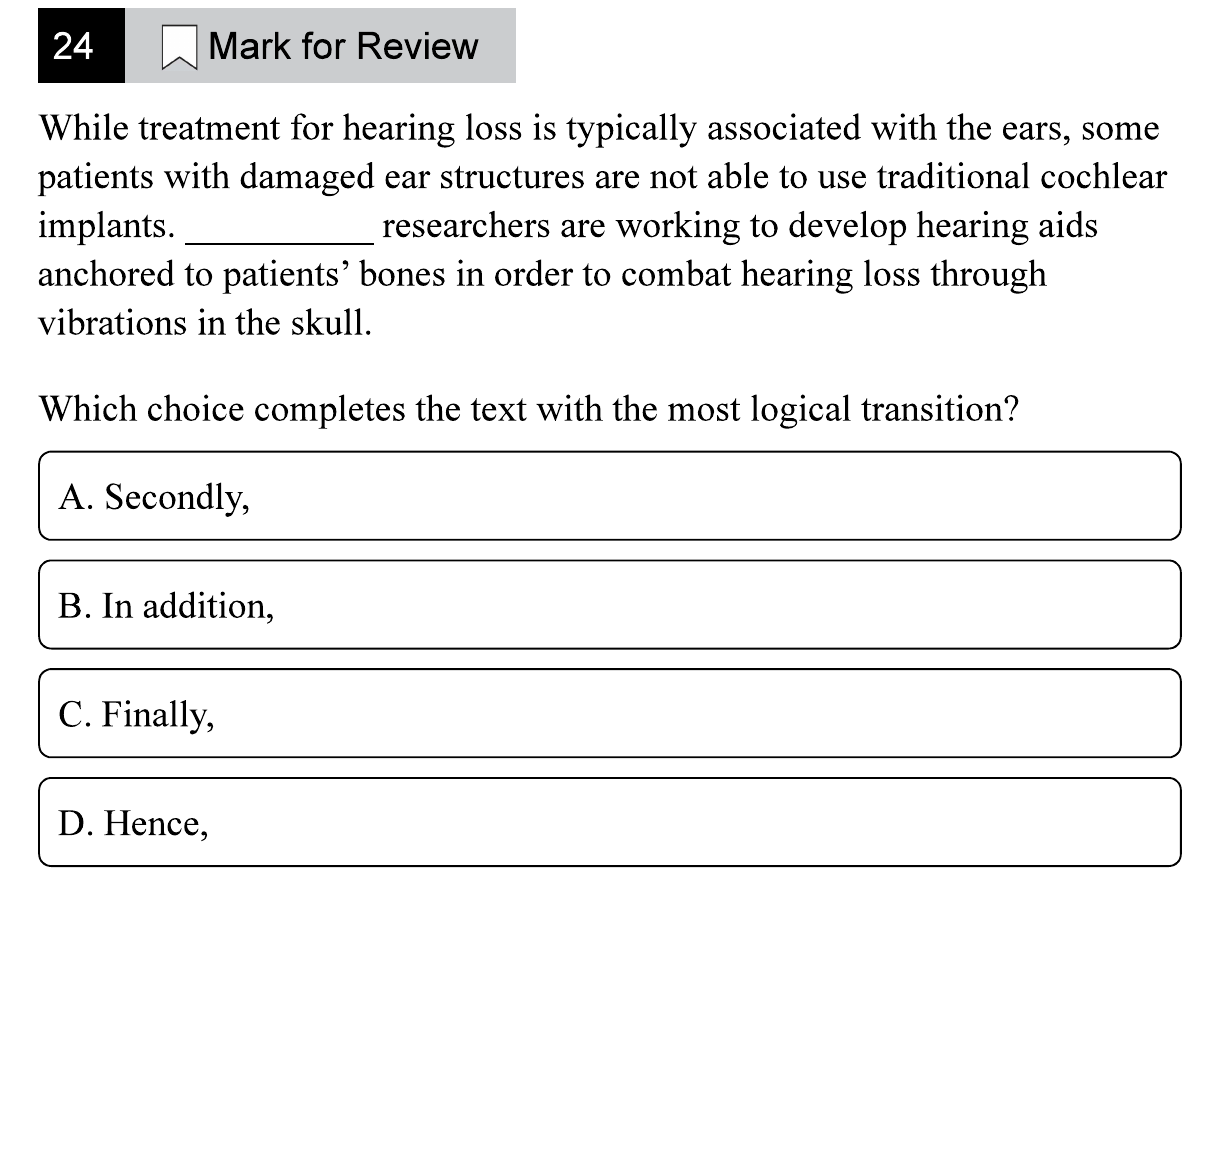 24 Mark for Review
While treatment for hearing loss is typically associated with the ears, some
patients with damaged ear structures are not able to use traditional cochlear
implants. __________ researchers are working to develop hearing aids
anchored to patients’ bones in order to combat hearing loss through
vibrations in the skull.
Which choice completes the text with the most logical transition?
A. Secondly,
B. In addition,
C. Finally,
D. Hence,